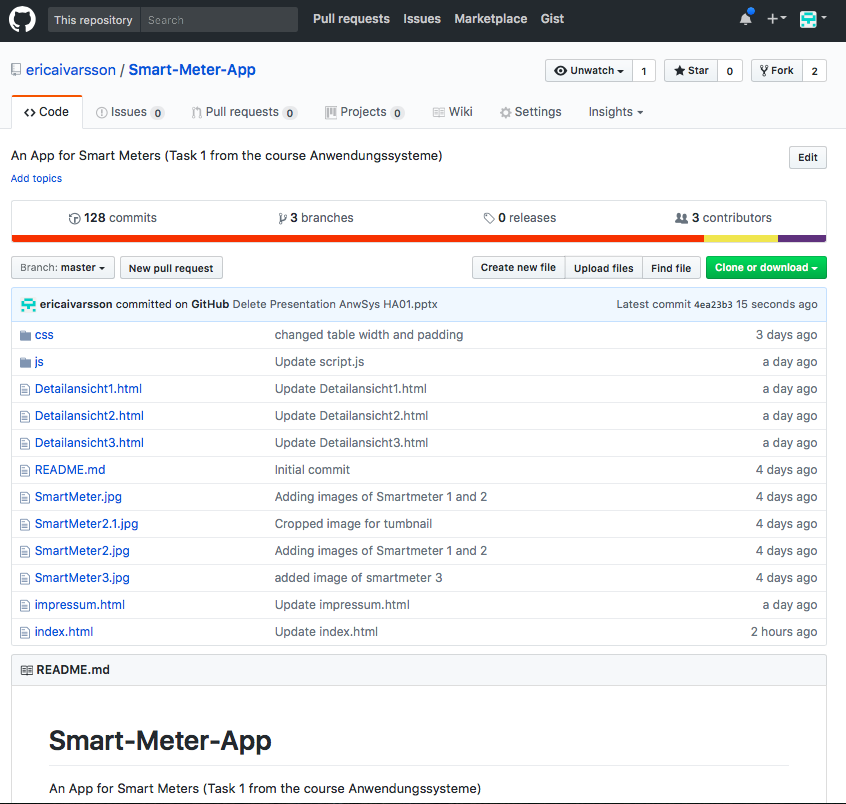 This repository Search Pull requests Issues Marketplace Gist
ericaivarsson / Smart-Meter-App Unwatch 1 Star 0 Fork 2
Code Issues 0 Pull requests 0 Projects 0 Wiki Settings Insights
An App for Smart Meters (Task 1 from the course Anwendungssysteme) Edit
Add topics
128 commits 3 branches 0 releases 3 contributors
Branch: master New pull request Create new file Upload files Find file Clone or download
ericaivarsson committed on GitHub Delete Presentation AnwSys HA01.pptx Latest commit 4ea23b3 15 seconds ago
css changed table width and padding 3 days ago
js Update script.js a day ago
Detailansicht1.html Update Detailansicht1.html a day ago
Detailansicht2.html Update Detailansicht2.html a day ago
Detailansicht3.html Update Detailansicht3.html a day ago
README.md Initial commit 4 days ago
SmartMeter.jpg Adding images of Smartmeter 1 and 2 4 days ago
SmartMeter2.1.jpg Cropped image for tumbnail 4 days ago
SmartMeter2.jpg Adding images of Smartmeter 1 and 2 4 days ago
SmartMeter3.jpg added image of smartmeter 3 4 days ago
impressum.html Update impressum.html a day ago
index.html Update index.html 2 hours ago
README.md
Smart-Meter-App
An App for Smart Meters (Task 1 from the course Anwendungssysteme)